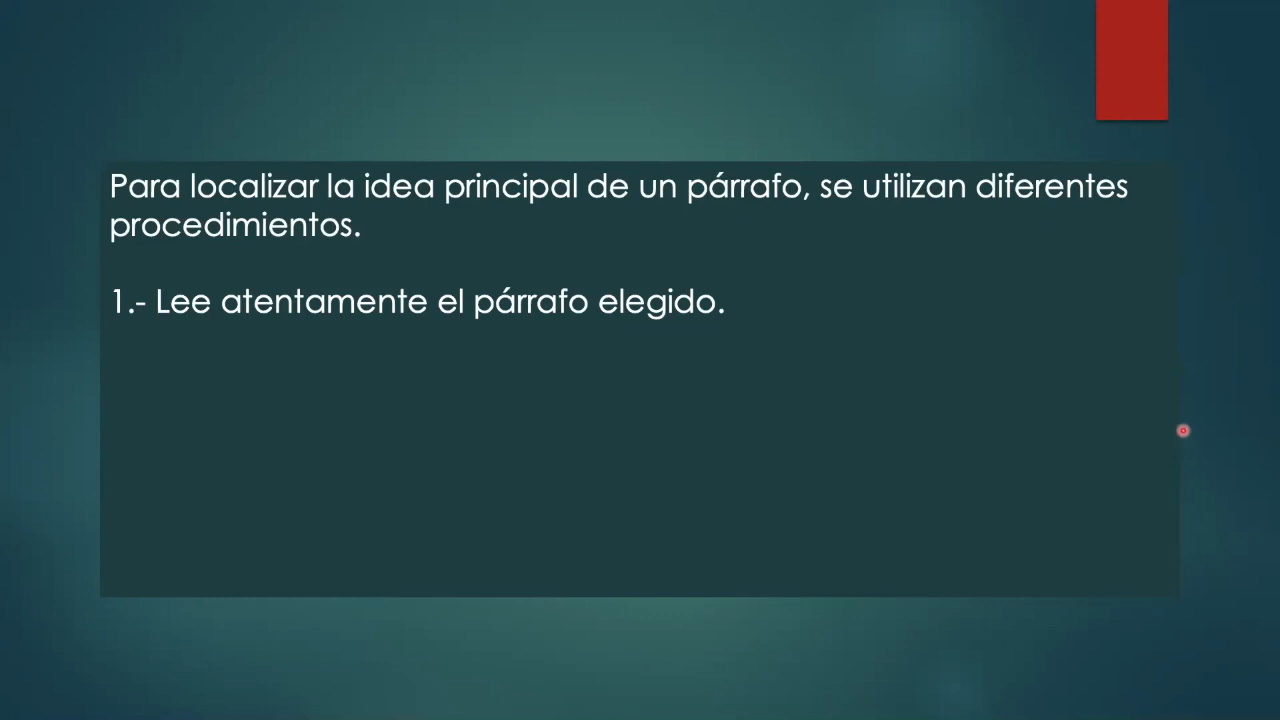 Para localizar la idea principal de un párrafo, se utilizan diferentes
procedimientos.
1.- Lee atentamente el párrafo elegido.